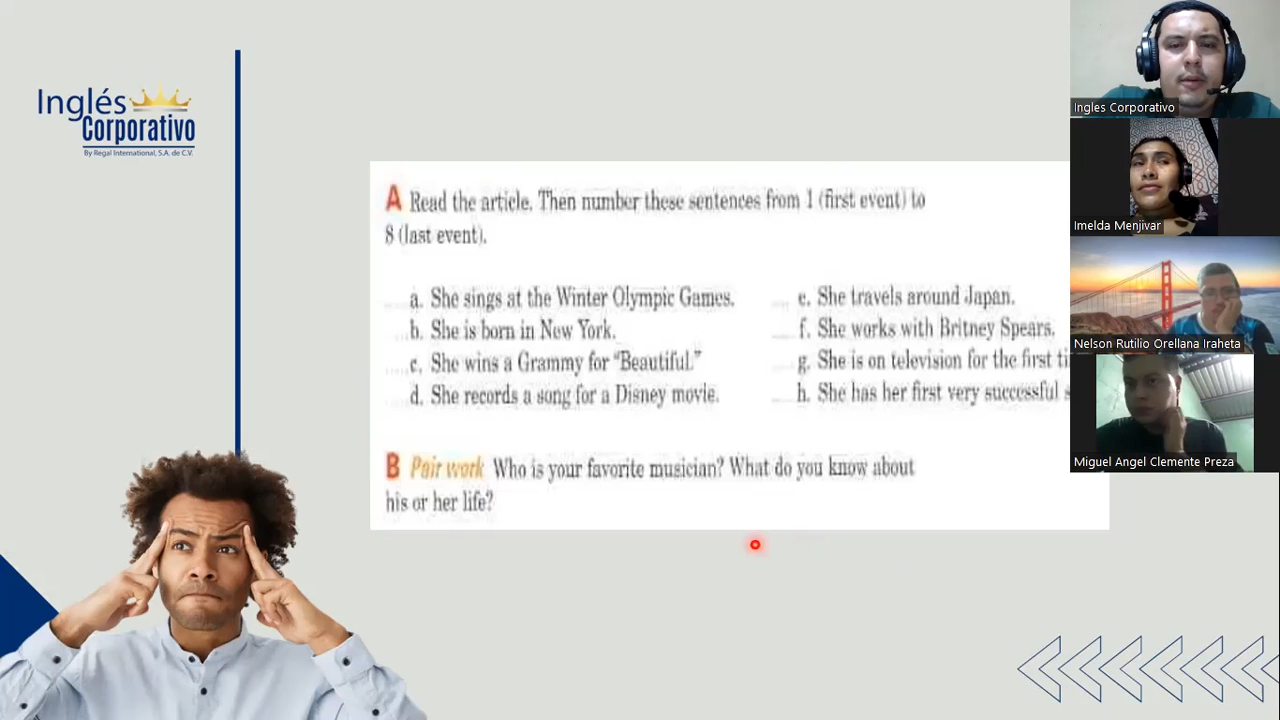 Inglés
Corporativo
By Regal International, S.A. de C.V.
A Read the article. Then number these sentences from 1 (first event) to
8 (last event).
a. She sings at the Winter Olympic Games.
b. She is born in New York.
c. She wins a Grammy for "Beautiful."
d. She records a song for a Disney movie.
e. She travels around Japan.
f. She works with Britney Spears.
g. She is on television for the first
h. She has her first very successful
B Pair work Who is your favorite musician? What do you know about
his or her life?
Ingles Corporativo
Imelda Menjivar
Nelson Rutilio Orellana Iraheta
Miguel Angel Clemente Preza